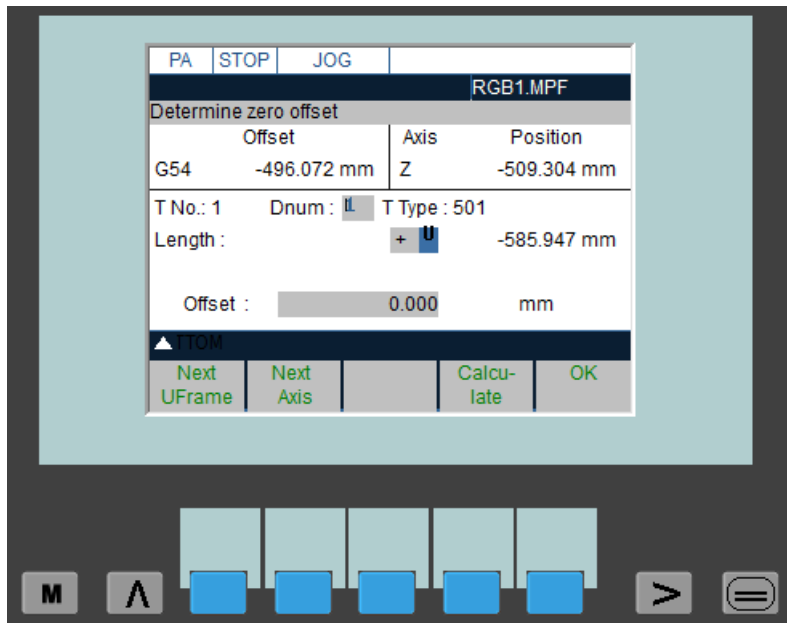 PA STOP JOG
RGB1.MPF
Determine zero offset
Offset Axis Position
G54 -496.072 mm Z -509.304 mm
T No.: 1 Dnum : T Type : 501
Length : + U -585.947 mm
Offset : 0.000 mm
TTOM
Next UFrame Next Axis Calcu- late OK
M Λ >